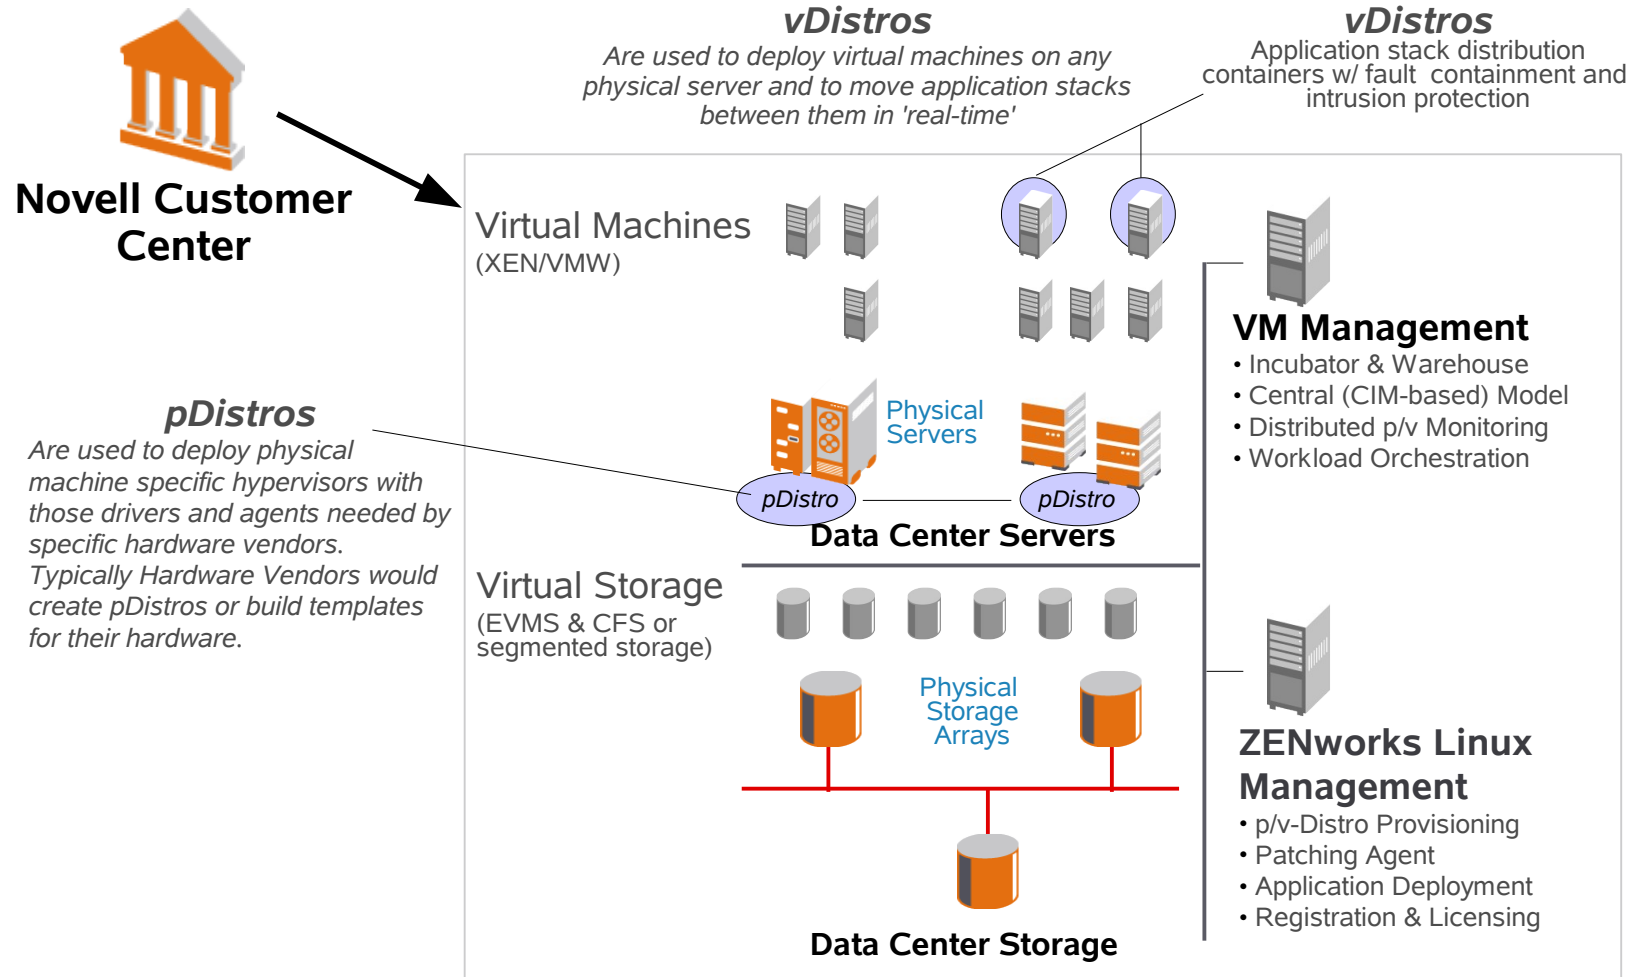 vDistros
Are used to deploy virtual machines on any
physical server and to move application stacks
between them in 'real-time'
vDistros
Application stack distribution
containers w/ fault  containment and
intrusion protection
Novell Customer
Center
Virtual Machines
(XEN/VMW)
VM Management
• Incubator & Warehouse
• Central (CIM-based) Model
• Distributed p/v Monitoring
• Workload Orchestration
pDistros
Are used to deploy physical
machine specific hypervisors with
those drivers and agents needed by
specific hardware vendors.
Typically Hardware Vendors would
create pDistros or build templates
for their hardware.
Physical
Servers
pDistro
pDistro
Data Center Servers
Virtual Storage
(EVMS & CFS or
segmented storage)
Physical
Storage
Arrays
ZENworks Linux
Management
• p/v-Distro Provisioning
• Patching Agent
• Application Deployment
• Registration & Licensing
Data Center Storage